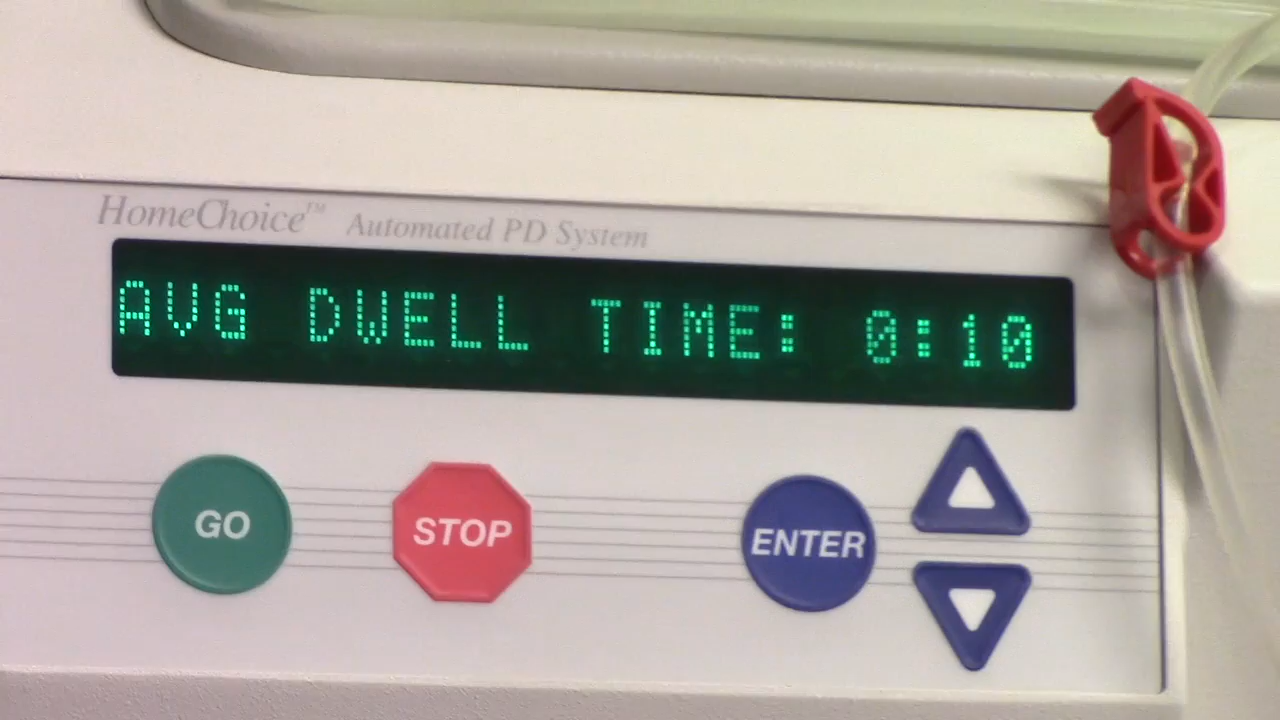 HomeChoice™ Automated PD System
AVG DWELL TIME: 0:10
GO
STOP
ENTER